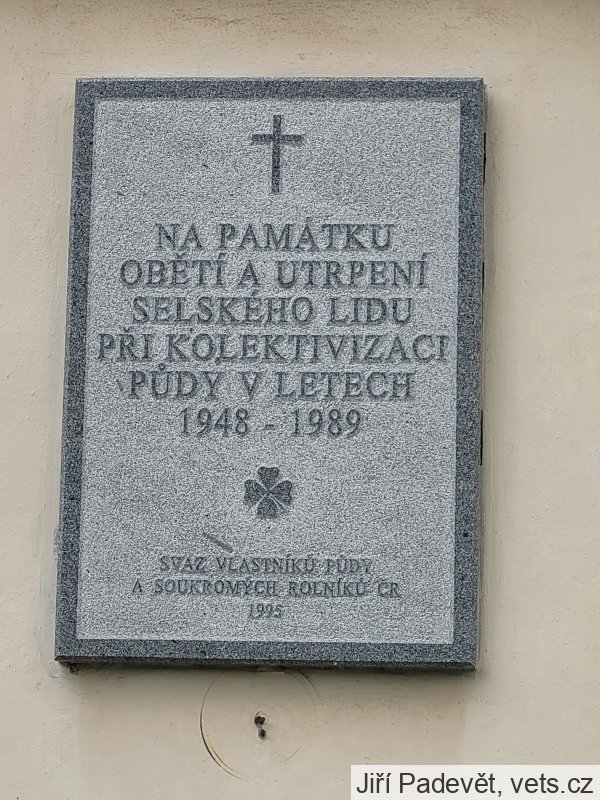 NA PAMÁTKU
OBĚTÍ A UTRPENÍ
SELSKÉHO LIDU
PŘI KOLEKTIVIZACI
PŮDY V LETECH
1948 - 1989
SVAZ VLASTNÍKŮ PŮDY
A SOUKROMÝCH ROLNÍKŮ ČR
1995
Jiří Padevět, vets.cz